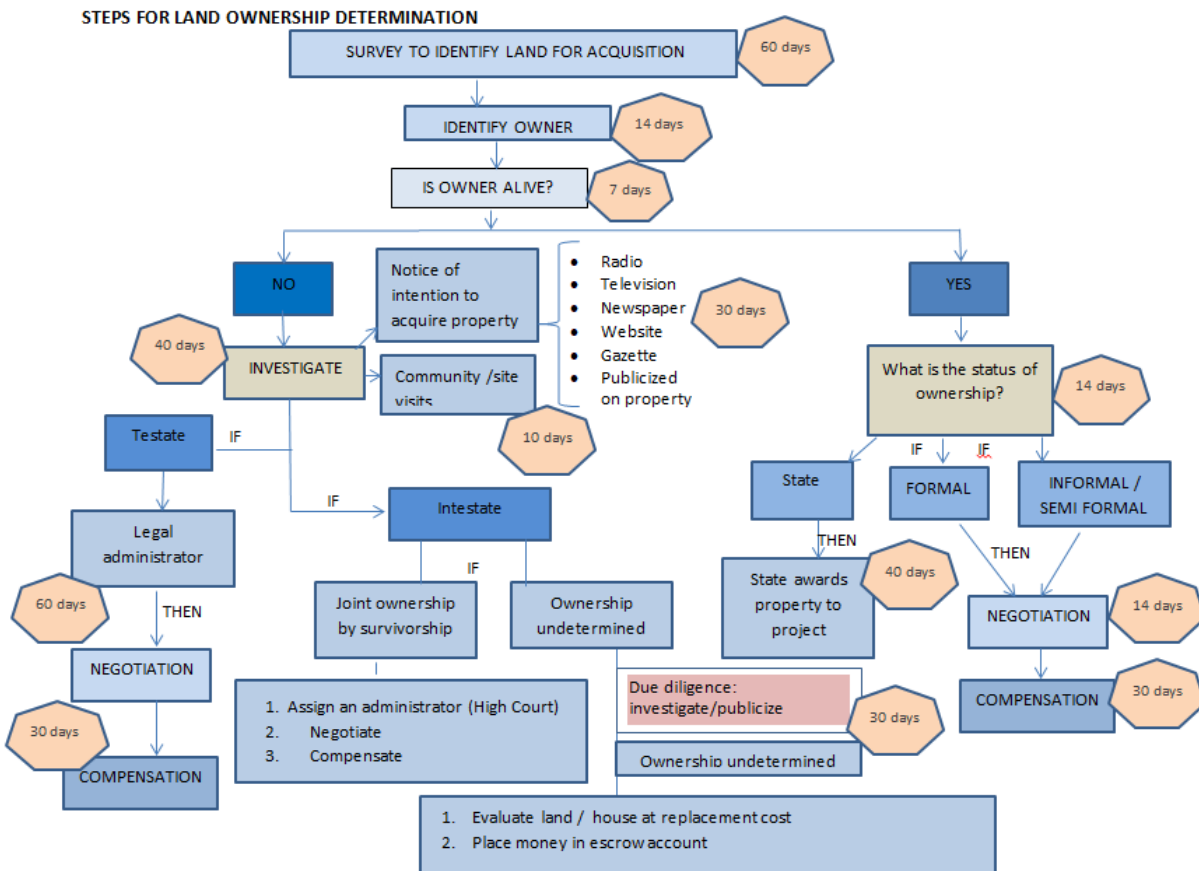 STEPS FOR LAND OWNERSHIP DETERMINATION
SURVEY TO IDENTIFY LAND FOR ACQUISITION
60 days
IDENTIFY OWNER
14 days
IS OWNER ALIVE?
7 days
NO
YES
Notice of
intention to
acquire property
• Radio
• Television
• Newspaper
• Website
• Gazette
• Publicized
on property
30 days
40 days
INVESTIGATE
Community /site
visits
10 days
What is the status of
ownership?
14 days
Testate
IF
IF
Intestate
Legal
administrator
60 days
THEN
NEGOTIATION
30 days
COMPENSATION
IF
Joint ownership
by survivorship
Ownership
undetermined
1. Assign an administrator (High Court)
2. Negotiate
3. Compensate
Due diligence:
investigate/publicize
30 days
Ownership undetermined
1. Evaluate land / house at replacement cost
2. Place money in escrow account
IF
IF
State
FORMAL
INFORMAL /
SEMI FORMAL
THEN
THEN
40 days
State awards
property to
project
NEGOTIATION
14 days
COMPENSATION
30 days